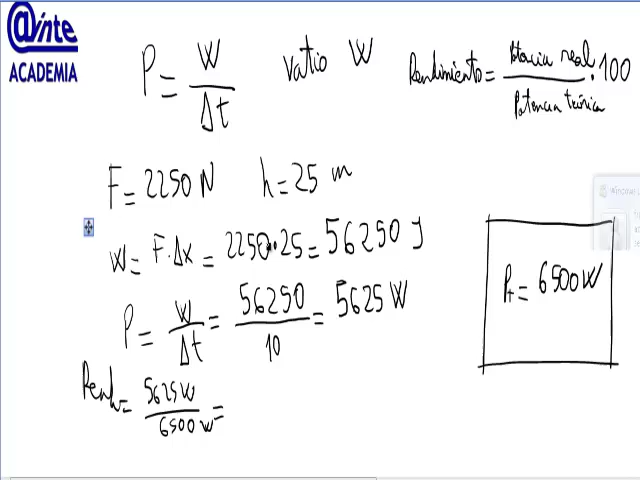 @inte
ACADEMIA
P = W / Δt vatio W Rendimiento = Potencia real / Potencia teórica · 100
F = 2250 N h = 25 m
W = F · Δx = 2250 · 25 = 56250 J
P = W / Δt = 56250 / 10 = 5625 W
Pt = 6500 W
Rend = 5625 W / 6500 W =